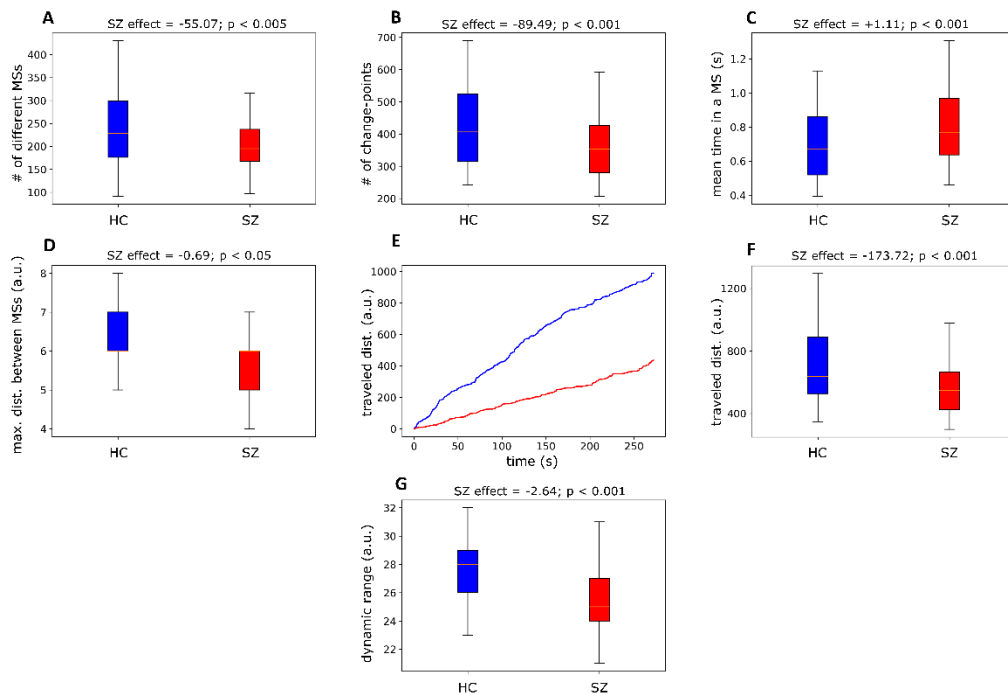 A
SZ effect = -55.07; p < 0.005
# of different MSs
400
350
300
250
200
150
100
HC
SZ
B
SZ effect = -89.49; p < 0.001
# of change-points
700
600
500
400
300
200
HC
SZ
C
SZ effect = +1.11; p < 0.001
mean time in a MS (s)
1.2
1.0
0.8
0.6
0.4
HC
SZ
D
SZ effect = -0.69; p < 0.05
max. dist. between MSs (a.u.)
8
7
6
5
4
HC
SZ
E
traveled dist. (a.u.)
1000
800
600
400
200
0
0 50 100 150 200 250
time (s)
F
SZ effect = -173.72; p < 0.001
traveled dist. (a.u.)
1200
800
400
HC
SZ
G
SZ effect = -2.64; p < 0.001
dynamic range (a.u.)
32
30
28
26
24
22
HC
SZ